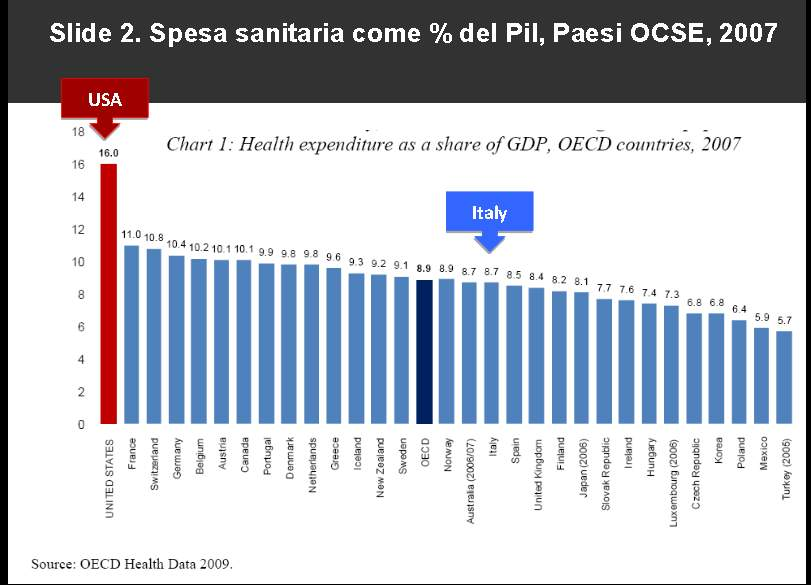 Slide 2. Spesa sanitaria come % del Pil, Paesi OCSE, 2007
USA
Chart 1: Health expenditure as a share of GDP, OECD countries, 2007
Italy
18
16
14
12
10
8
6
4
2
0
16.0
11.0
10.8
10.4
10.2
10.1
10.1
9.9
9.8
9.8
9.6
9.3
9.2
9.1
8.9
8.9
8.7
8.7
8.5
8.4
8.2
8.1
7.7
7.6
7.4
7.3
6.8
6.8
6.4
5.9
5.7
UNITED STATES
France
Switzerland
Germany
Belgium
Austria
Canada
Portugal
Denmark
Netherlands
Greece
Iceland
New Zealand
Sweden
OECD
Norway
Australia (2006/07)
Italy
Spain
United Kingdom
Finland
Japan (2006)
Slovak Republic
Ireland
Hungary
Luxembourg (2006)
Czech Republic
Korea
Poland
Mexico
Turkey (2005)
Source: OECD Health Data 2009.